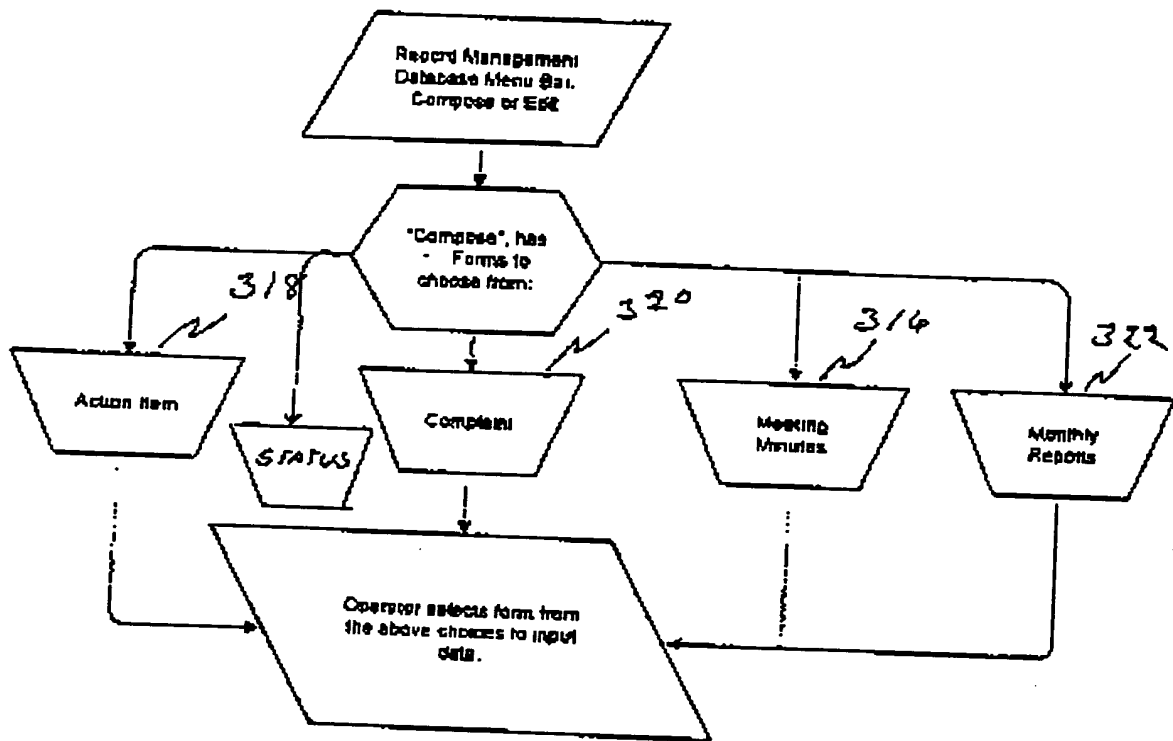 Record Management
Database Menu Bar.
Compose or Edit
"Compose", has
- Forms to
choose from:
318
320
316
322
Action Item
STATUS
Complaint
Meeting
Minutes.
Monthly
Reports
Operator selects form from
the above choices to input
data.